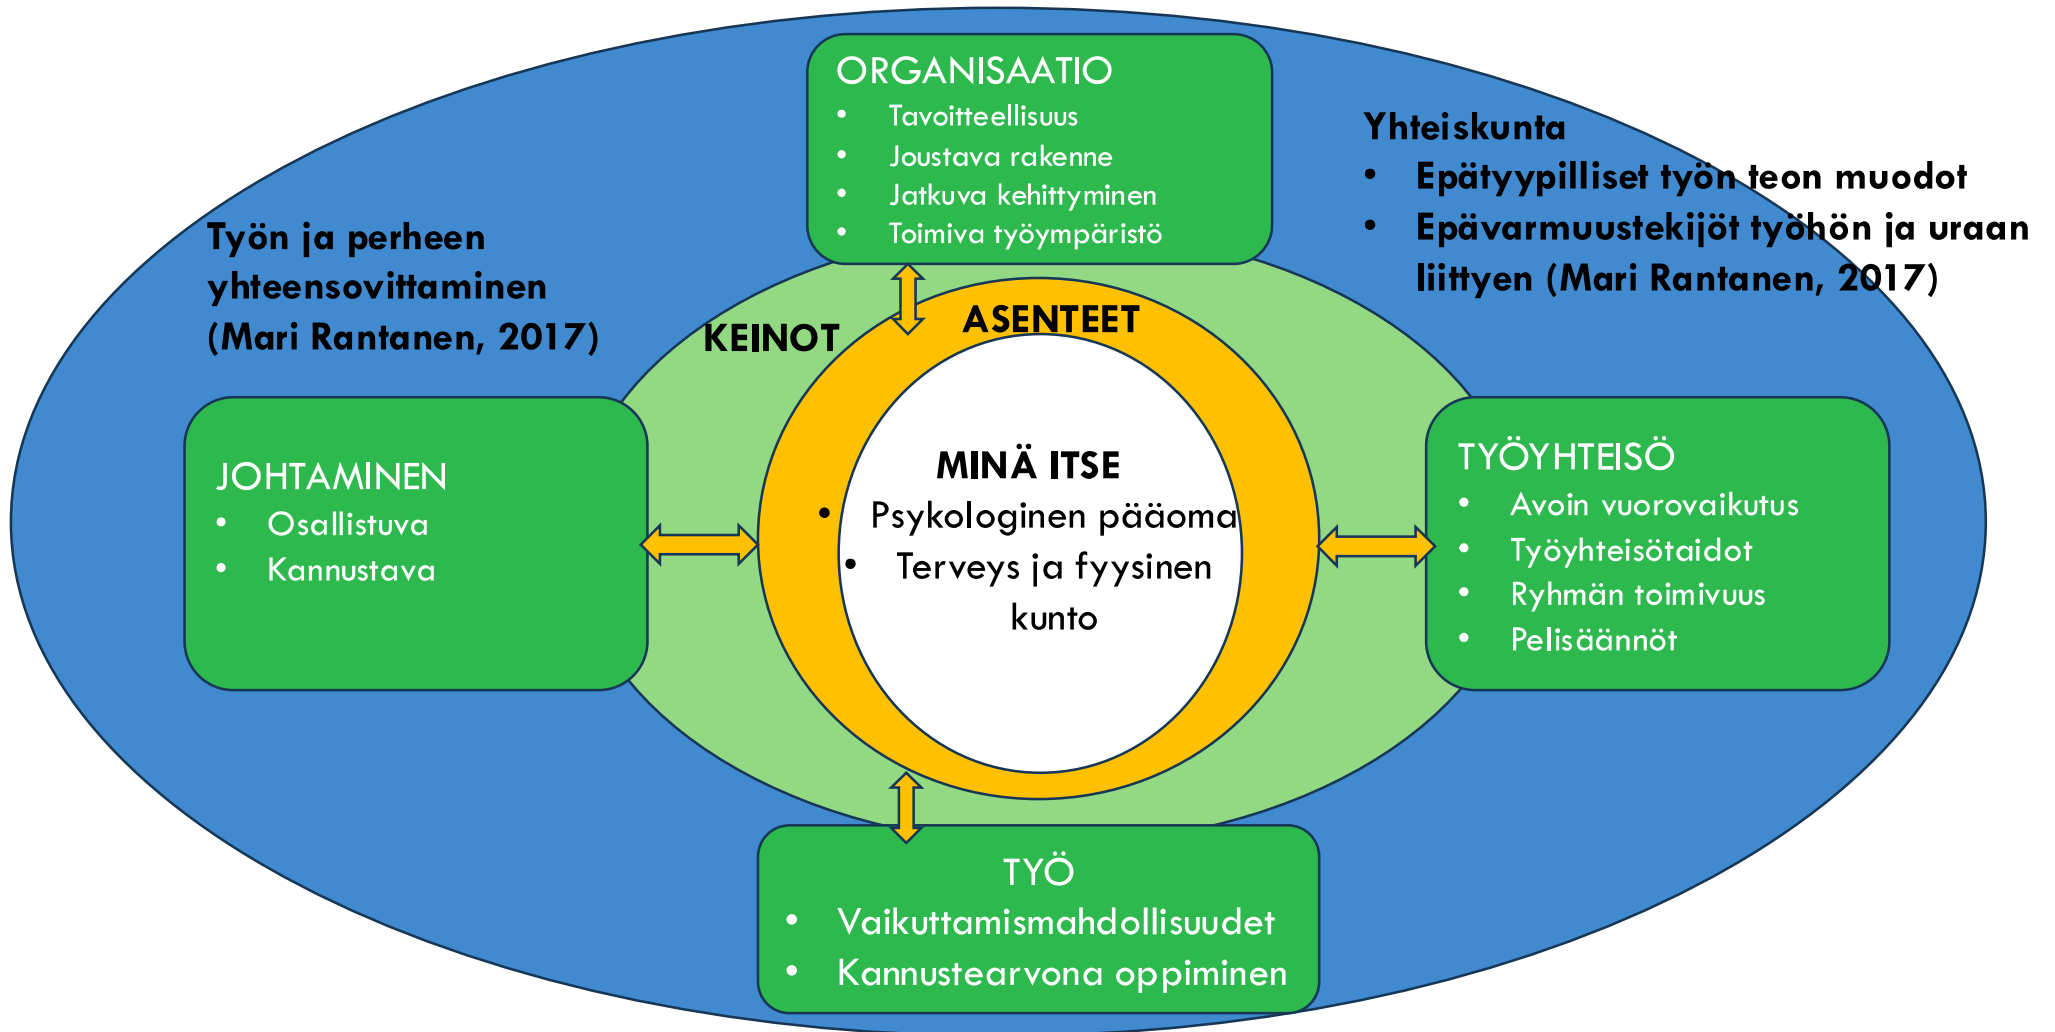 ORGANISAATIO
• Tavoitteellisuus
• Joustava rakenne
• Jatkuva kehittyminen
• Toimiva työympäristö
Yhteiskunta
• Epätyypilliset työn teon muodot
• Epävarmuustekijöt työhön ja uraan
liittyen (Mari Rantanen, 2017)
Työn ja perheen
yhteensovittaminen
(Mari Rantanen, 2017)
KEINOT
ASENTEET
JOHTAMINEN
• Osallistuva
• Kannustava
MINÄ ITSE
• Psykologinen pääoma
• Terveys ja fyysinen
kunto
TYÖYHTEISÖ
• Avoin vuorovaikutus
• Työyhteisötaidot
• Ryhmän toimivuus
• Pelisäännöt
TYÖ
• Vaikuttamismahdollisuudet
• Kannustearvona oppiminen